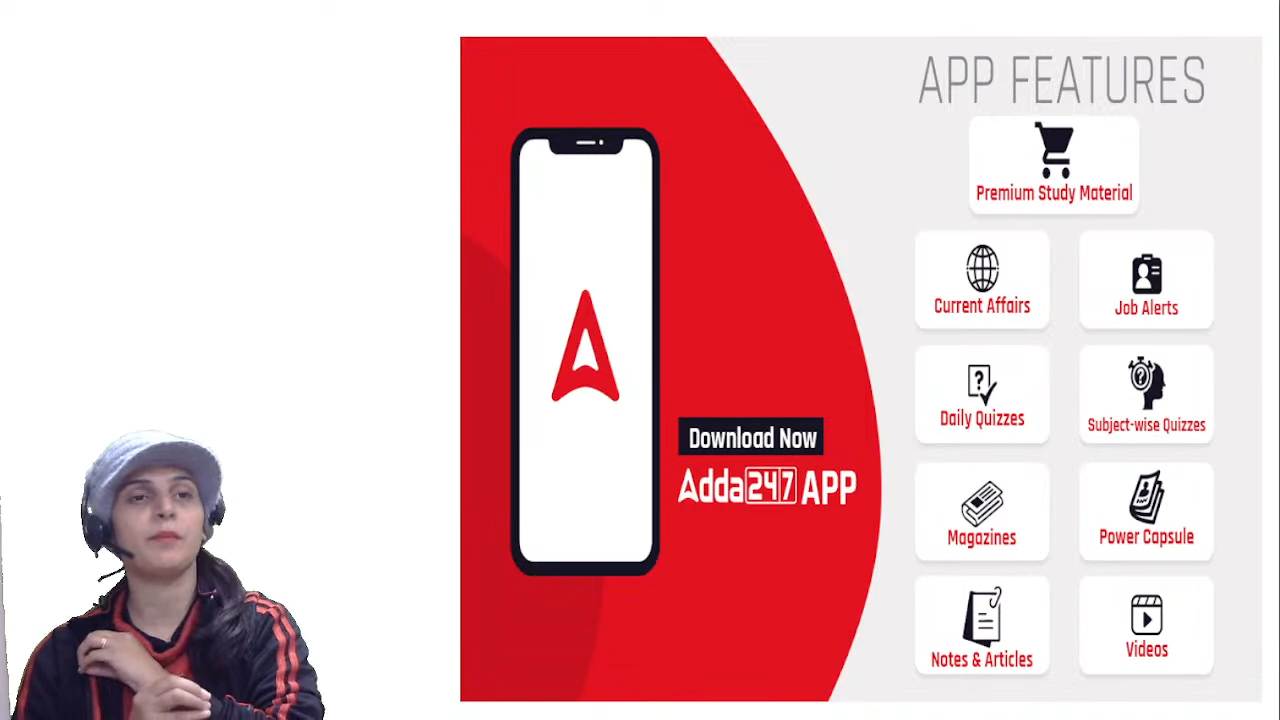 APP FEATURES
Premium Study Material
Current Affairs
Job Alerts
Daily Quizzes
Subject-wise Quizzes
Download Now
Adda247 APP
Magazines
Power Capsule
Notes & Articles
Videos